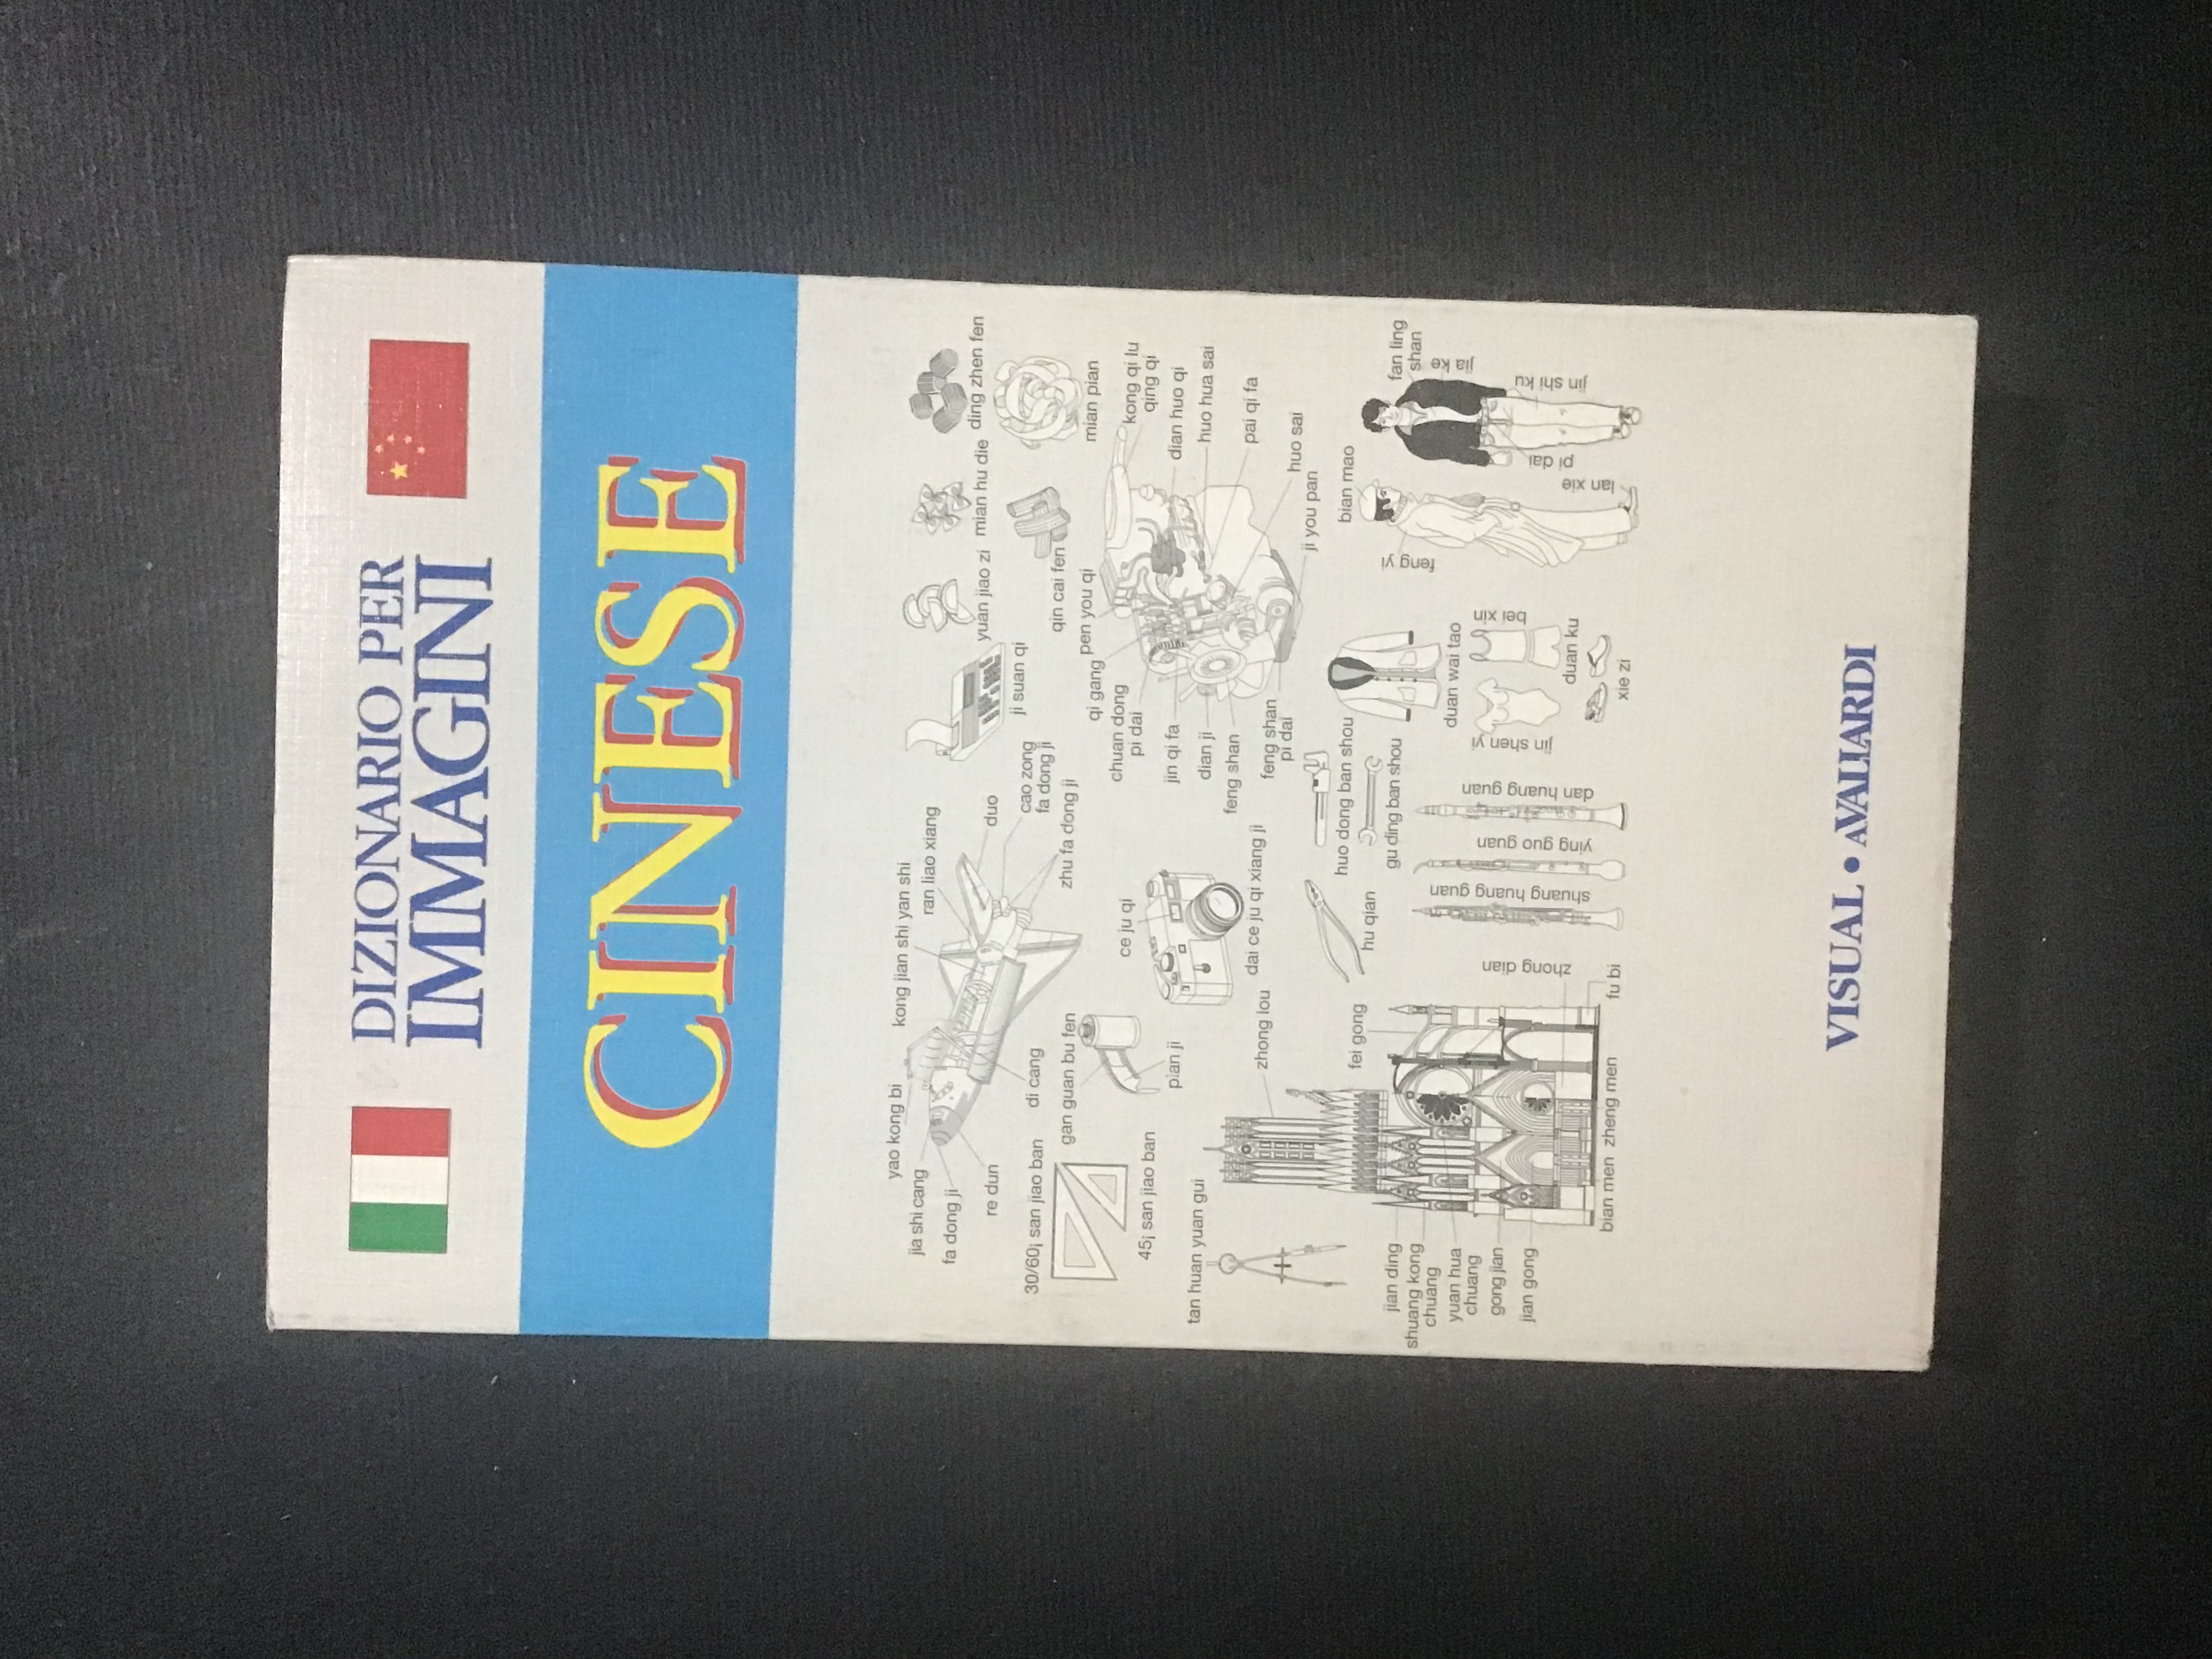 DIZIONARIO PER
IMMAGINI
CINESE
yao kong bi
kong jian shi yan shi
ran liao xiang
duo
cao zong
fa dong ji
zhu fa dong ji
jia shi cang
fa dong ji
re dun
di cang
ji suan qi
yuan jiao zi
mian hu die
ding zhen fen
qin cai fen
mian pian
30/60¡ san jiao ban
45¡ san jiao ban
gan guan bu fen
pian ji
ce ju qi
dai ce ju qi xiang ji
qi gang
pen you qi
kong qi lu
qing qi
dian huo qi
huo hua sai
pai qi fa
huo sai
ji you pan
chuan dong
pi dai
jin qi fa
dian ji
feng shan
feng shan
pi dai
tan huan yuan gui
zhong lou
fei gong
jian ding
shuang kong
chuang
yuan hua
chuang
gong jian
jian gong
bian men zheng men
fu bi
zhong dian
hu qian
huo dong ban shou
gu ding ban shou
shuang huang guan
ying guo guan
dan huang guan
duan wai tao
jin shen yi
bei xin
duan ku
xie zi
bian mao
feng yi
lan xie
fan ling
shan
jia ke
pi dai
jin shi ku
VISUAL • AVALLARDI